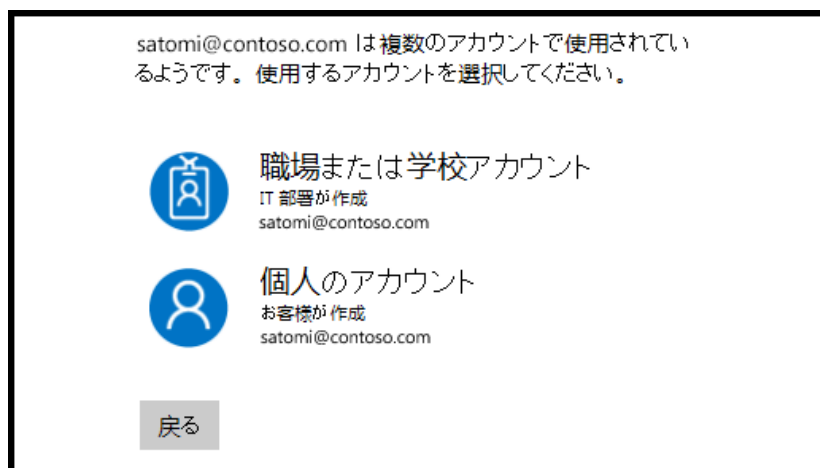 satomi@contoso.com は複数のアカウントで使用されてい
るようです。使用するアカウントを選択してください。
職場または学校アカウント
IT 部署が作成
satomi@contoso.com
個人のアカウント
お客様が作成
satomi@contoso.com
戻る